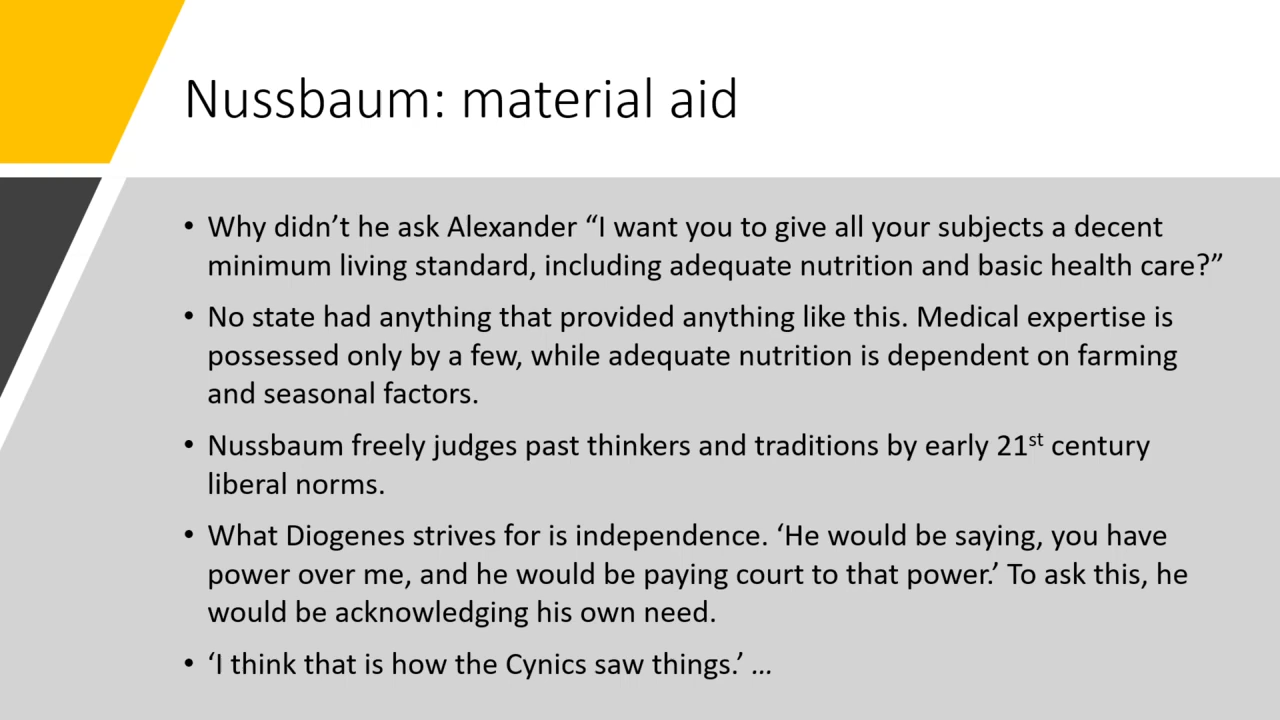 Nussbaum: material aid
• Why didn’t he ask Alexander “I want you to give all your subjects a decent
minimum living standard, including adequate nutrition and basic health care?”
• No state had anything that provided anything like this. Medical expertise is
possessed only by a few, while adequate nutrition is dependent on farming
and seasonal factors.
• Nussbaum freely judges past thinkers and traditions by early 21st century
liberal norms.
• What Diogenes strives for is independence. ‘He would be saying, you have
power over me, and he would be paying court to that power.’ To ask this, he
would be acknowledging his own need.
• ‘I think that is how the Cynics saw things.’ …